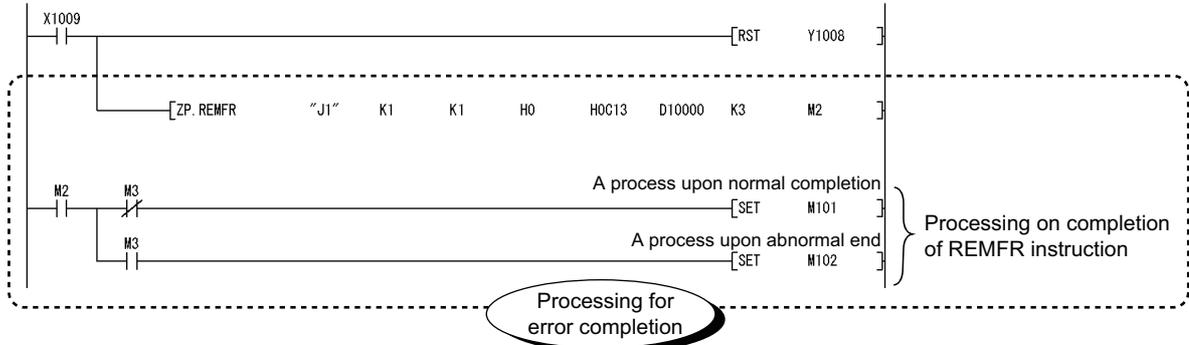 X1009
RST Y1008
ZP.REMFR "J1" K1 K1 H0 H0C13 D10000 K3 M2
A process upon normal completion
M2 M3
SET M101
Processing on completion
of REMFR instruction
A process upon abnormal end
M3
SET M102
Processing for
error completion